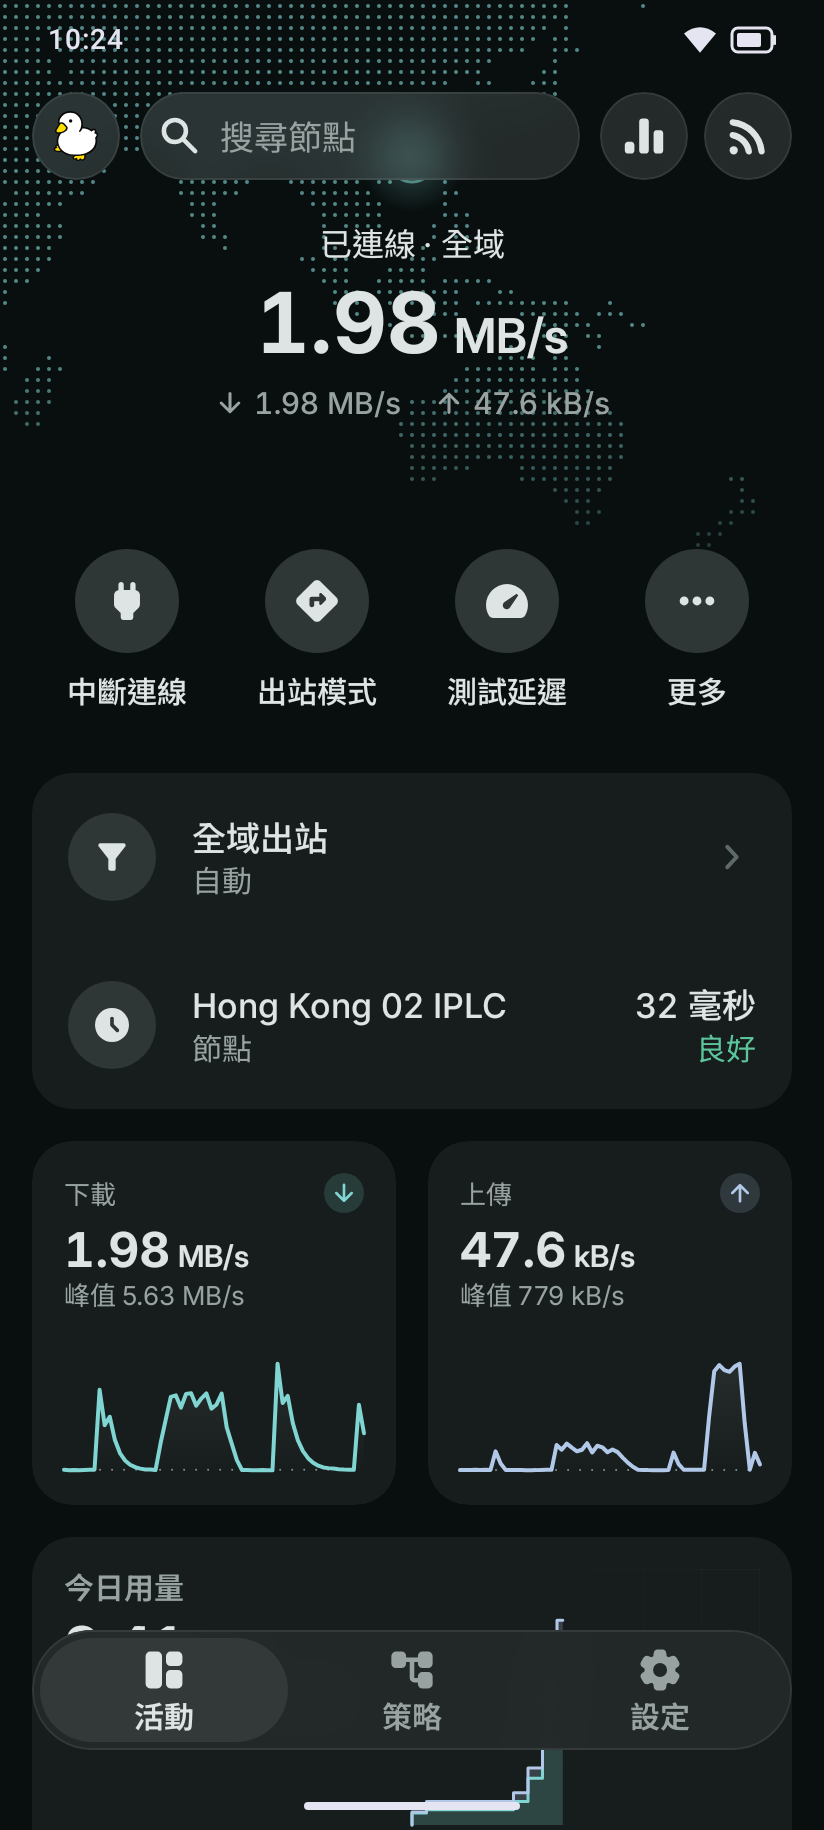 10:24
搜尋節點
已連線 · 全域
1.98 MB/s
1.98 MB/s 47.6 kB/s
中斷連線 出站模式 測試延遲 更多
全域出站
自動
Hong Kong 02 IPLC 32 毫秒
節點 良好
下載 上傳
1.98 MB/s 47.6 kB/s
峰值 5.63 MB/s 峰值 779 kB/s
今日用量
活動 策略 設定